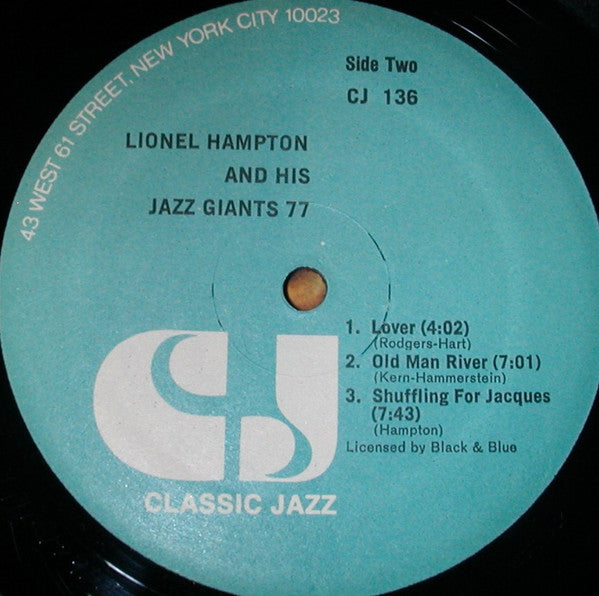 43 WEST 61 STREET, NEW YORK CITY 10023
Side Two
CJ 136
LIONEL HAMPTON
AND HIS
JAZZ GIANTS 77
1. Lover (4:02)
(Rodgers-Hart)
2. Old Man River (7:01)
(Kern-Hammerstein)
3. Shuffling For Jacques
(7:43)
(Hampton)
Licensed by Black & Blue
CJ
CLASSIC JAZZ